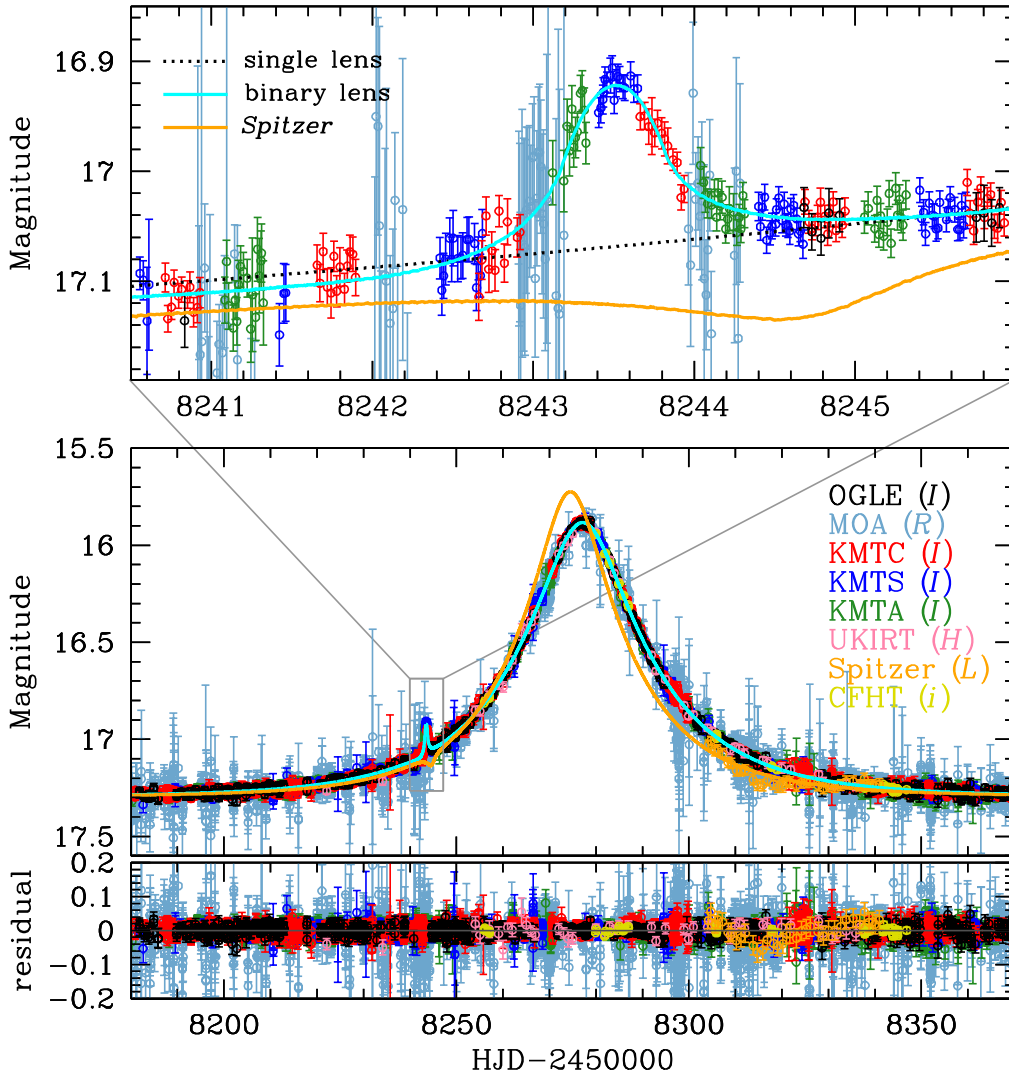 16.9
17
17.1
Magnitude
single lens
binary lens
Spitzer
8241 8242 8243 8244 8245
15.5
16
16.5
17
17.5
Magnitude
OGLE (I)
MOA (R)
KMTC (I)
KMTS (I)
KMTA (I)
UKIRT (H)
Spitzer (L)
CFHT (i)
0.2
0.1
0
−0.1
−0.2
residual
8200 8250 8300 8350
HJD−2450000